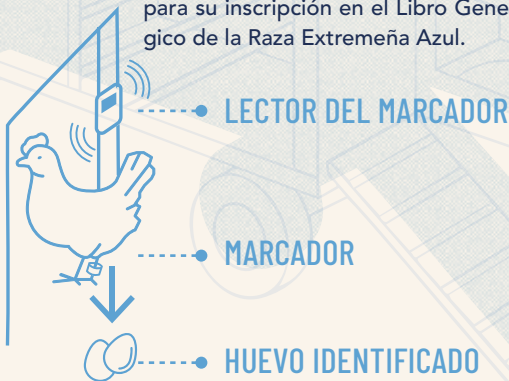 para su inscripción en el Libro Gene
gico de la Raza Extremeña Azul.
LECTOR DEL MARCADOR
MARCADOR
HUEVO IDENTIFICADO